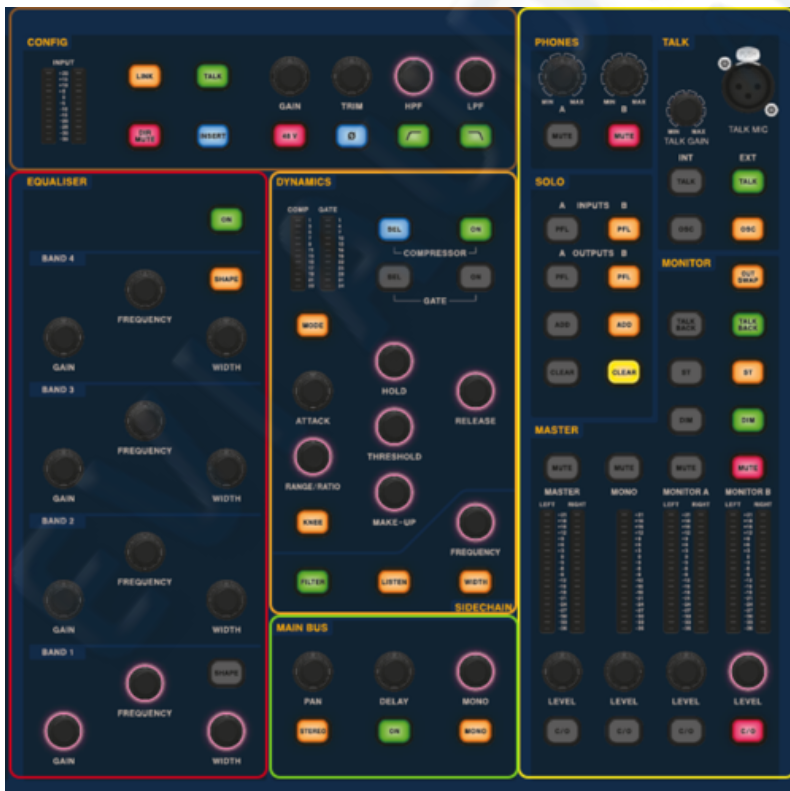 CONFIG
INPUT
LINK
TALK
GAIN
TRIM
HPF
LPF
DIR MUTE
INSERT
48 V
Ø
EQUALISER
ON
BAND 4
SHAPE
FREQUENCY
GAIN
WIDTH
BAND 3
FREQUENCY
GAIN
WIDTH
BAND 2
FREQUENCY
GAIN
WIDTH
BAND 1
SHAPE
FREQUENCY
GAIN
WIDTH
DYNAMICS
COMP GATE
SEL
ON
COMPRESSOR
SEL
ON
GATE
MODE
HOLD
ATTACK
RELEASE
THRESHOLD
RANGE/RATIO
MAKE-UP
KNEE
FREQUENCY
FILTER
LISTEN
WIDTH
SIDECHAIN
MAIN BUS
PAN
DELAY
MONO
STEREO
ON
MONO
PHONES
MIN MAX
MIN MAX
A
B
MUTE
MUTE
TALK
MIN MAX
TALK GAIN
TALK MIC
INT
EXT
TALK
TALK
OSC
OSC
SOLO
A INPUTS B
PFL
PFL
A OUTPUTS B
PFL
PFL
ADD
ADD
CLEAR
CLEAR
MONITOR
OUT SWAP
TALK BACK
TALK BACK
ST
ST
DIM
DIM
MASTER
MUTE
MUTE
MUTE
MUTE
MASTER
MONO
MONITOR A
MONITOR B
LEFT RIGHT
LEFT RIGHT
LEFT RIGHT
LEVEL
LEVEL
LEVEL
LEVEL
C/O
C/O
C/O
C/O